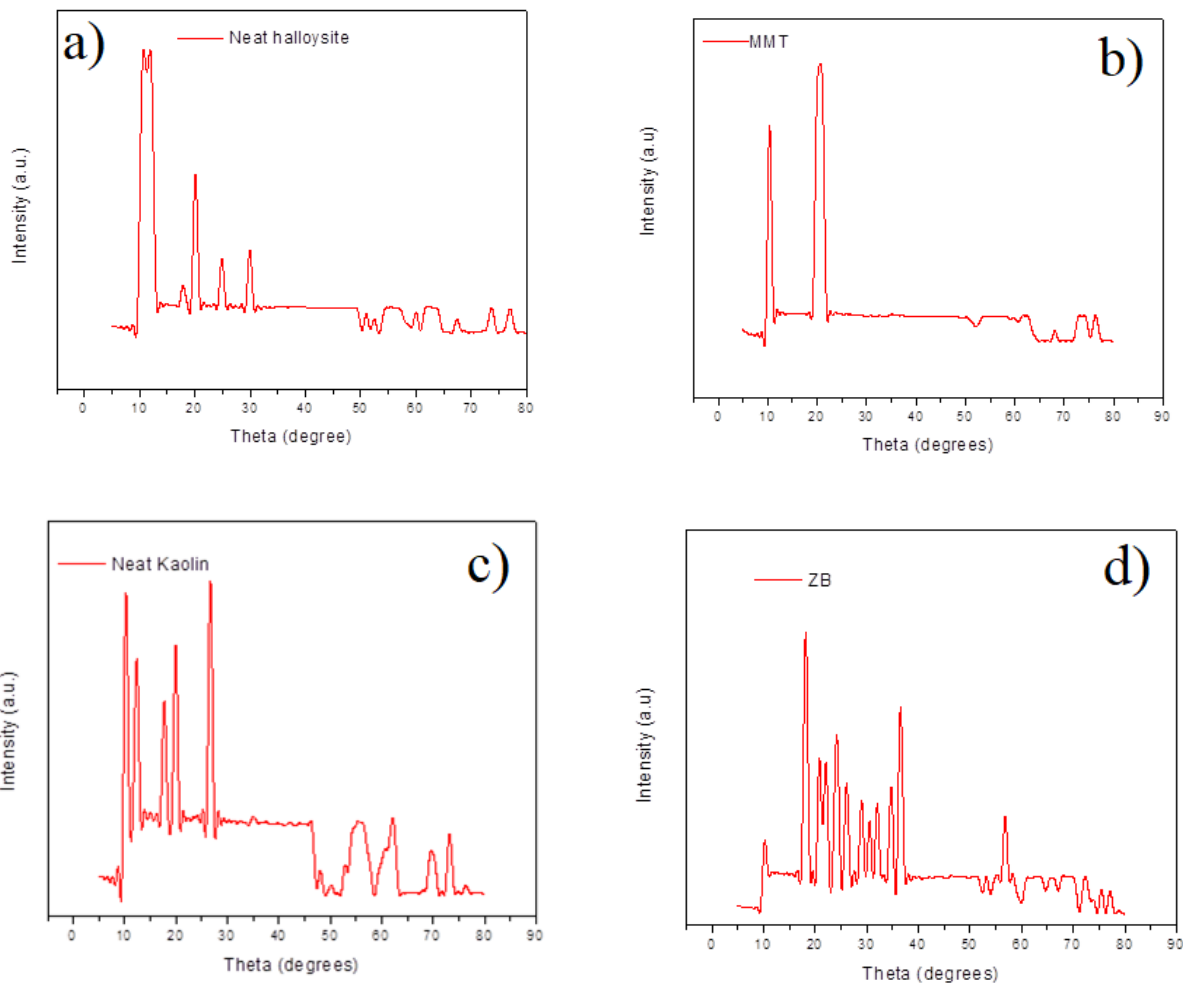 a)
Neat halloysite
Intensity (a.u.)
0 10 20 30 40 50 60 70 80
Theta (degree)
b)
MMT
Intensity (a.u)
0 10 20 30 40 50 60 70 80 90
Theta (degrees)
c)
Neat Kaolin
Intensity (a.u.)
0 10 20 30 40 50 60 70 80 90
Theta (degrees)
d)
ZB
Intensity (a.u)
0 10 20 30 40 50 60 70 80 90
Theta (degrees)